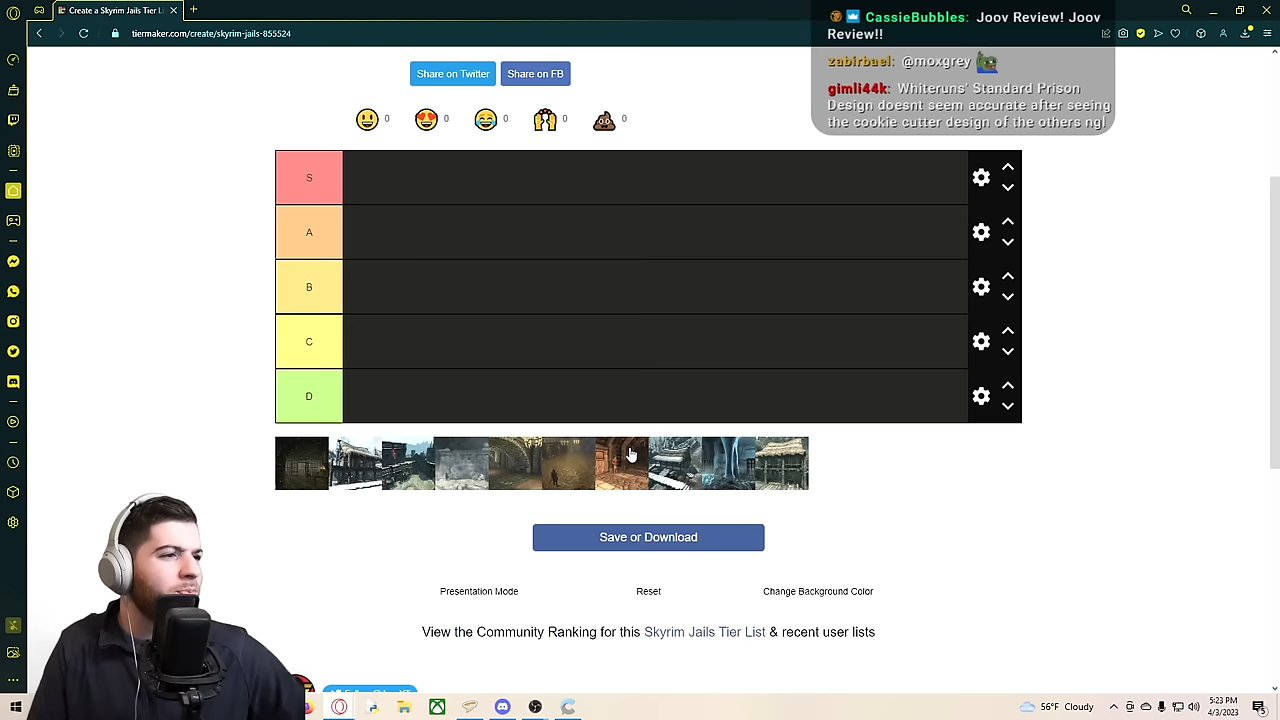 Create a Skyrim Jails Tier Li
tiermaker.com/create/skyrim-jails-855524
CassieBubbles: Joov Review! Joov
Review!!
zabirbael: @moxgrey
gimli44k: Whiteruns' Standard Prison
Design doesnt seem accurate after seeing
the cookie cutter design of the others ngl
Share on Twitter
Share on FB
0
0
0
0
0
S
A
B
C
D
Save or Download
Presentation Mode
Reset
Change Background Color
View the Community Ranking for this Skyrim Jails Tier List & recent user lists
56°F Cloudy
5:23 PM
4/3/2023